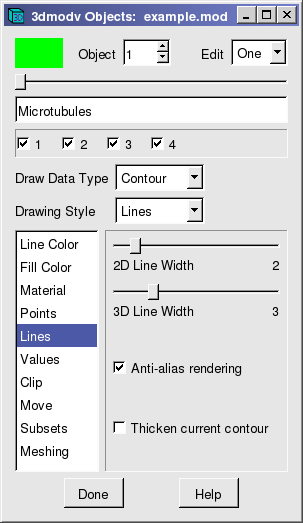 3dmodv Objects: example.mod
Object 1 Edit One
Microtubules
1 2 3 4
Draw Data Type Contour
Drawing Style Lines
Line Color
Fill Color
Material
Points
Lines
Values
Clip
Move
Subsets
Meshing
2D Line Width 2
3D Line Width 3
Anti-alias rendering
Thicken current contour
Done Help